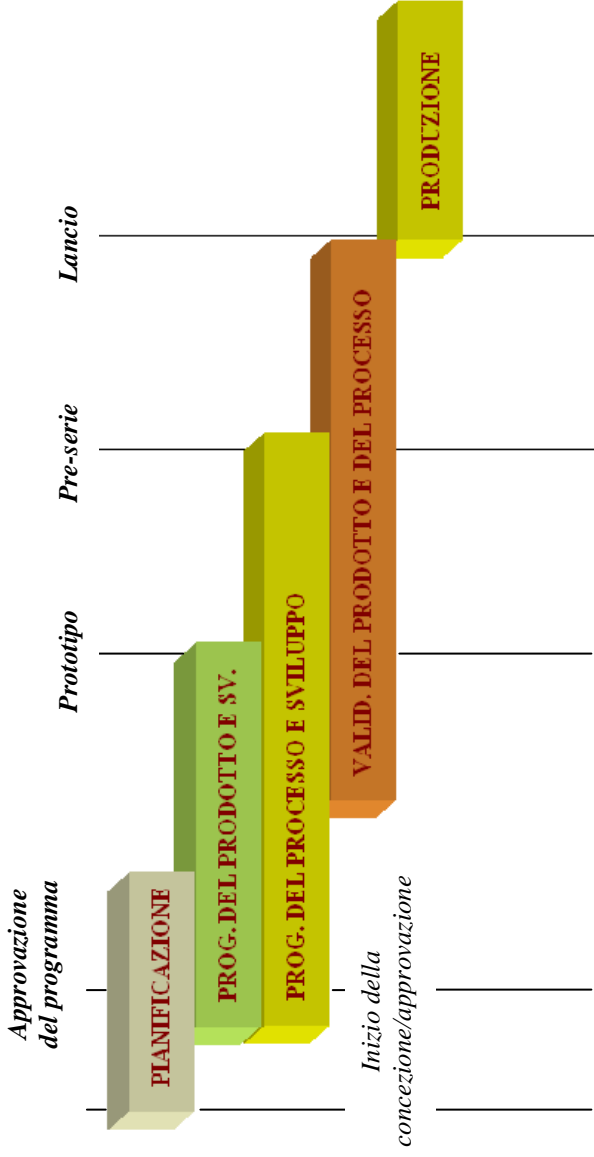 Approvazione
del programma
Prototipo
Pre-serie
Lancio
PIANIFICAZIONE
PROG. DEL PRODOTTO E SV.
PROG. DEL PROCESSO E SVILUPPO
VALID. DEL PRODOTTO E DEL PROCESSO
PRODUZIONE
Inizio della
concezione/approvazione